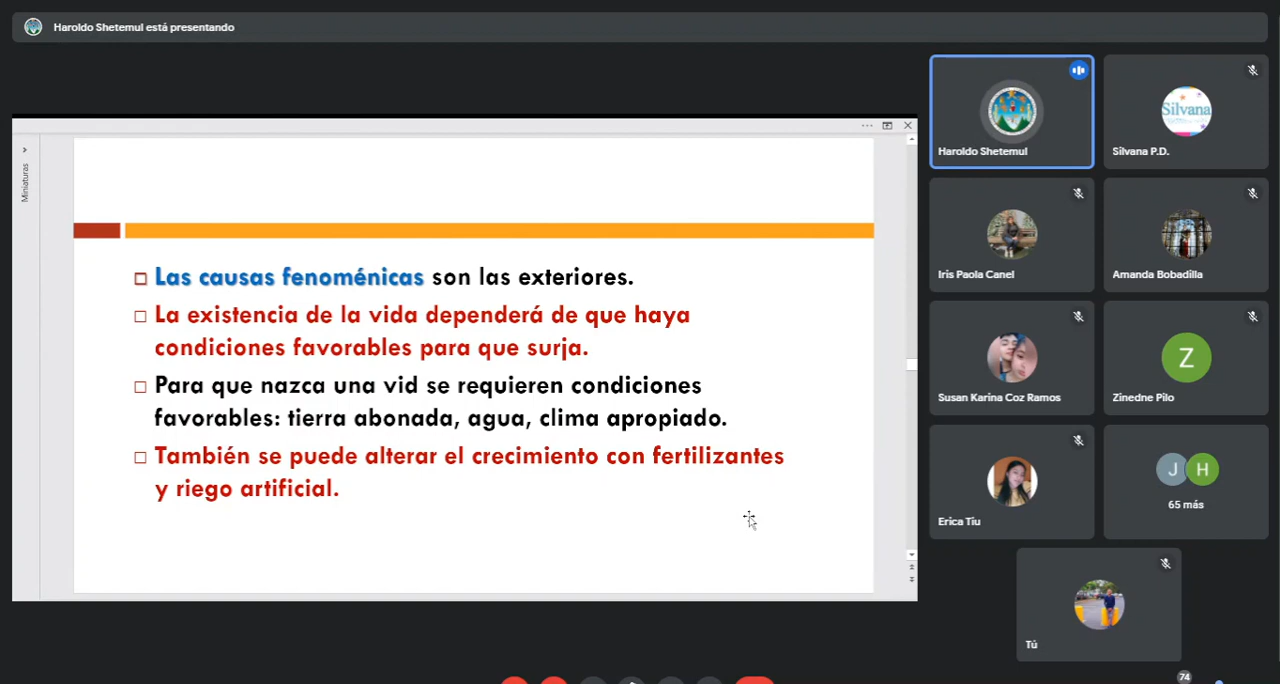 Haroldo Shetemul está presentando
Miniaturas
Las causas fenoménicas son las exteriores.
La existencia de la vida dependerá de que haya
condiciones favorables para que surja.
Para que nazca una vid se requieren condiciones
favorables: tierra abonada, agua, clima apropiado.
También se puede alterar el crecimiento con fertilizantes
y riego artificial.
Haroldo Shetemul
Silvana
Silvana P.D.
Iris Paola Canel
Amanda Bobadilla
Susan Karina Coz Ramos
Z
Zinedne Pilo
Erica Tíu
J H
65 más
Tú
74